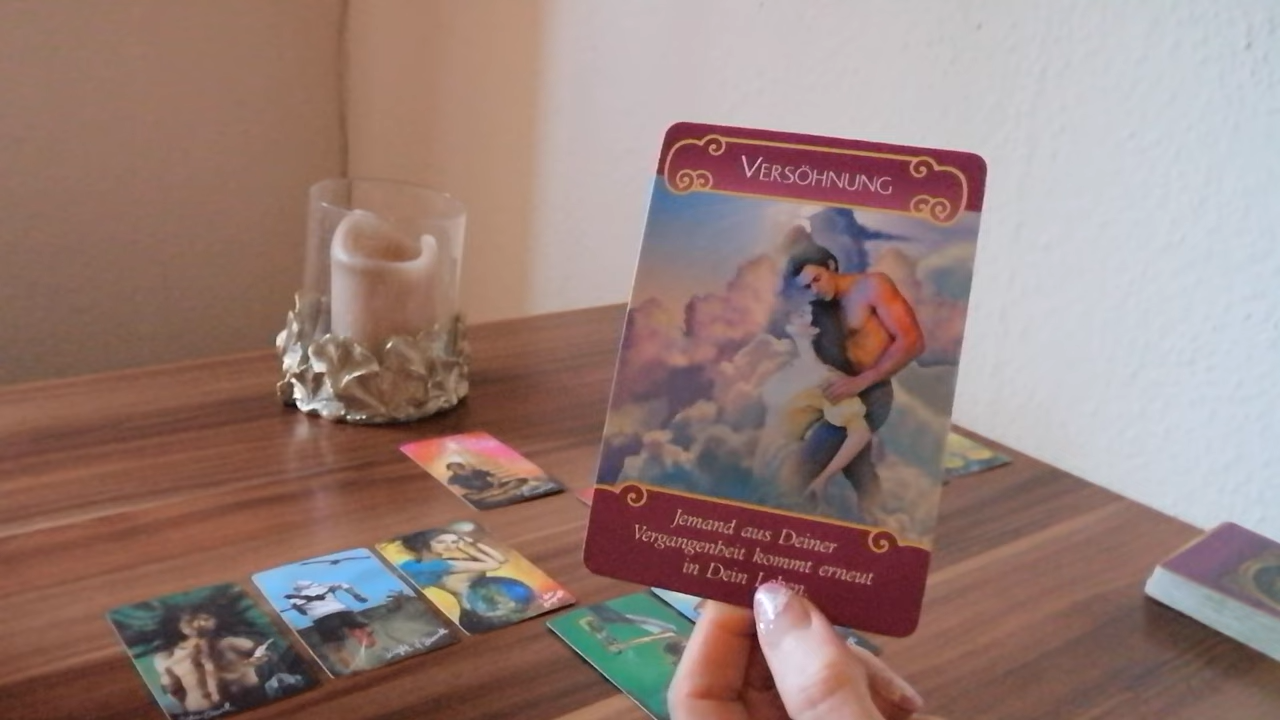 VERSÖHNUNG
Jemand aus Deiner
Vergangenheit kommt erneut
in Dein Leben.